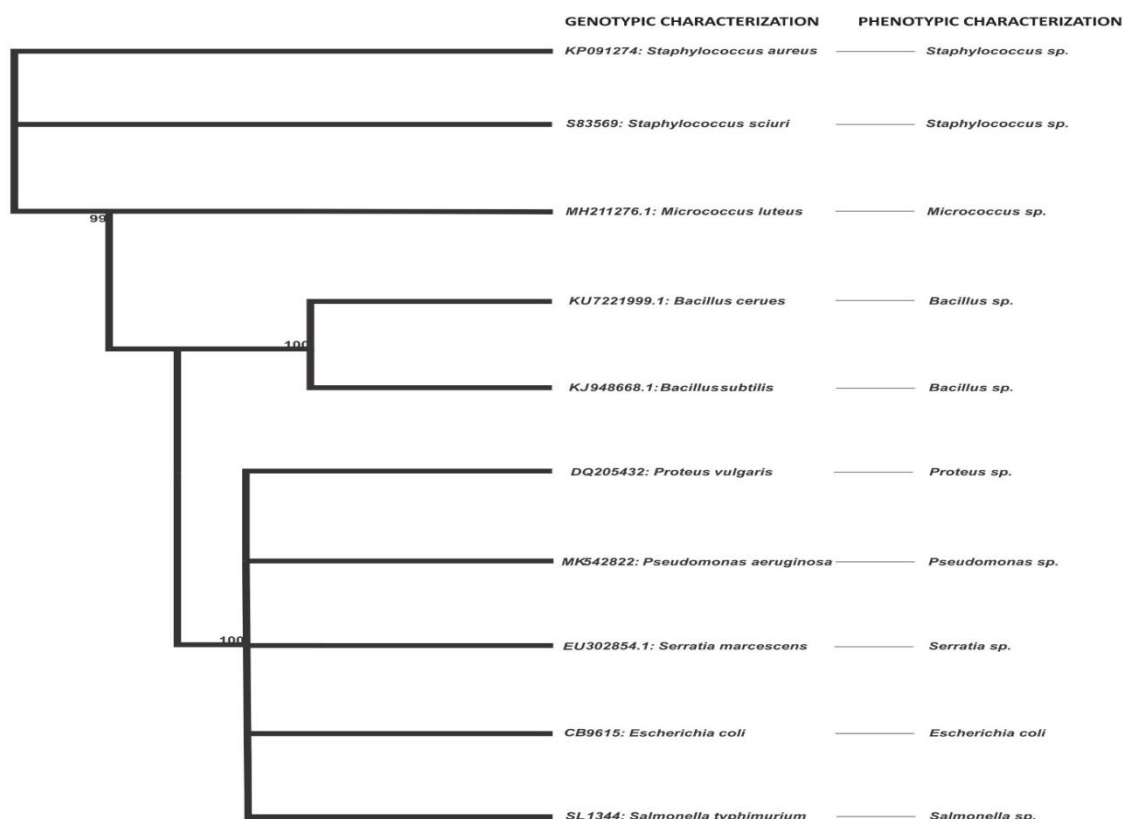 GENOTYPIC CHARACTERIZATION PHENOTYPIC CHARACTERIZATION
KP091274: Staphylococcus aureus Staphylococcus sp.
S83569: Staphylococcus sciuri Staphylococcus sp.
MH211276.1: Micrococcus luteus Micrococcus sp.
99
KU7221999.1: Bacillus cerues Bacillus sp.
100
KJ948668.1: Bacillus subtilis Bacillus sp.
DQ205432: Proteus vulgaris Proteus sp.
MK542822: Pseudomonas aeruginosa Pseudomonas sp.
100
EU302854.1: Serratia marcescens Serratia sp.
CB9615: Escherichia coli Escherichia coli
SL1344: Salmonella typhimurium Salmonella sp.